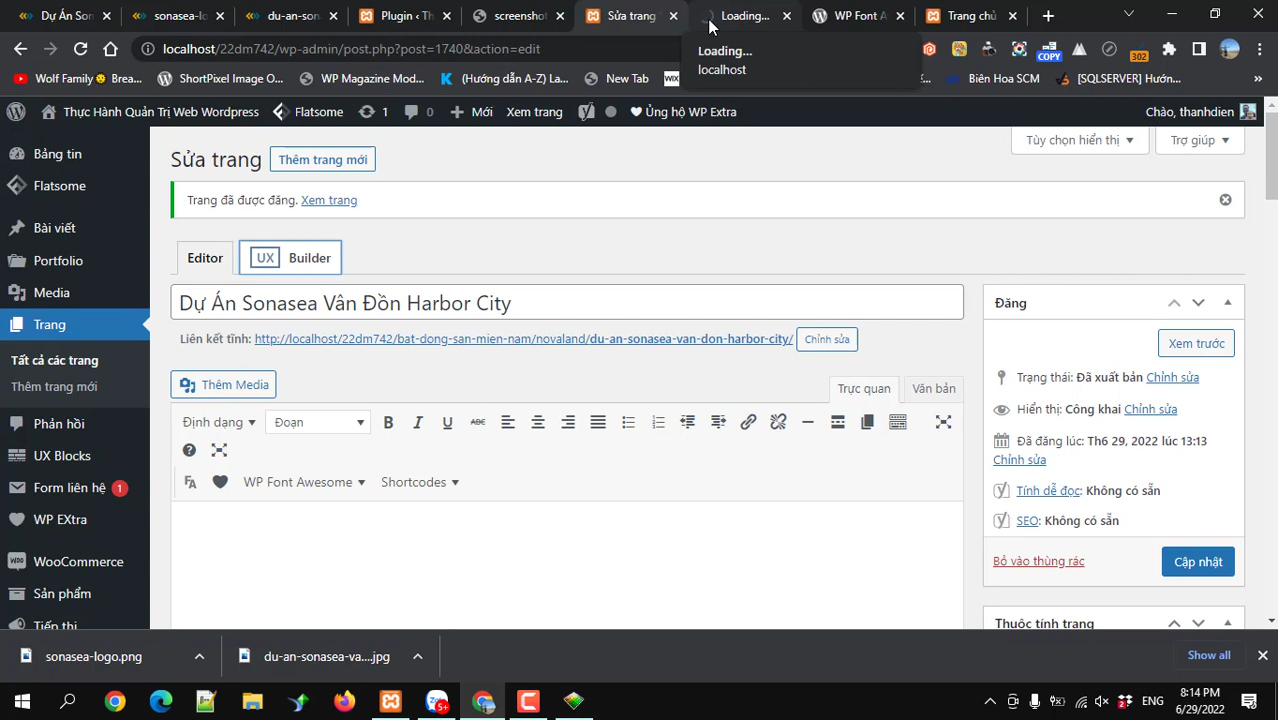 Dự Án Son
sonasea-lo
du-an-son
Plugin ‹ Th
screenshot
Sửa trang
Loading...
WP Font A
Trang chủ
localhost/22dm742/wp-admin/post.php?post=1740&action=edit
Loading...
localhost
COPY
302
Wolf Family Brea...
ShortPixel Image O...
WP Magazine Mod...
(Hướng dẫn A-Z) La...
New Tab
WIX
Biên Hoa SCM
[SQLSERVER] Hướn...
Thực Hành Quản Trị Web Wordpress
Flatsome
1
0
Mới
Xem trang
Ủng hộ WP Extra
Chào, thanhdien
Bảng tin
Flatsome
Bài viết
Portfolio
Media
Trang
Tất cả các trang
Thêm trang mới
Phản hồi
UX Blocks
Form liên hệ 1
WP EXtra
WooCommerce
Sản phẩm
Tiếp thị
Sửa trang
Thêm trang mới
Tùy chọn hiển thị
Trợ giúp
Trang đã được đăng. Xem trang
Editor
UX Builder
Dự Án Sonasea Vân Đồn Harbor City
Liên kết tĩnh: http://localhost/22dm742/bat-dong-san-mien-nam/novaland/du-an-sonasea-van-don-harbor-city/
Chỉnh sửa
Thêm Media
Trực quan
Văn bản
Định dạng
Đoạn
B I U ABC
FA
WP Font Awesome
Shortcodes
Đăng
Xem trước
Trạng thái: Đã xuất bản Chỉnh sửa
Hiển thị: Công khai Chỉnh sửa
Đã đăng lúc: Th6 29, 2022 lúc 13:13
Chỉnh sửa
Tính dễ đọc: Không có sẵn
SEO: Không có sẵn
Bỏ vào thùng rác
Cập nhật
Thuộc tính trang
sonasea-logo.png
du-an-sonasea-va....jpg
Show all
5+
ENG
8:14 PM
6/29/2022